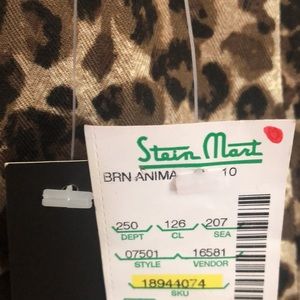 Stein Mart
BRN ANIMA 10
250 126 207
DEPT CL SEA
07501 16581
STYLE VENDOR
18944074
SKU